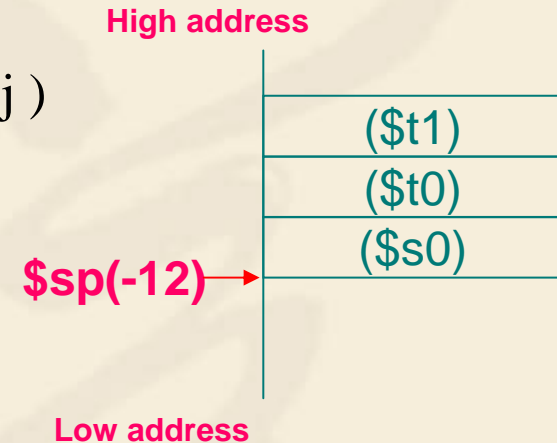 High address
j )
($t1)
($t0)
($s0)
$sp(-12)
Low address